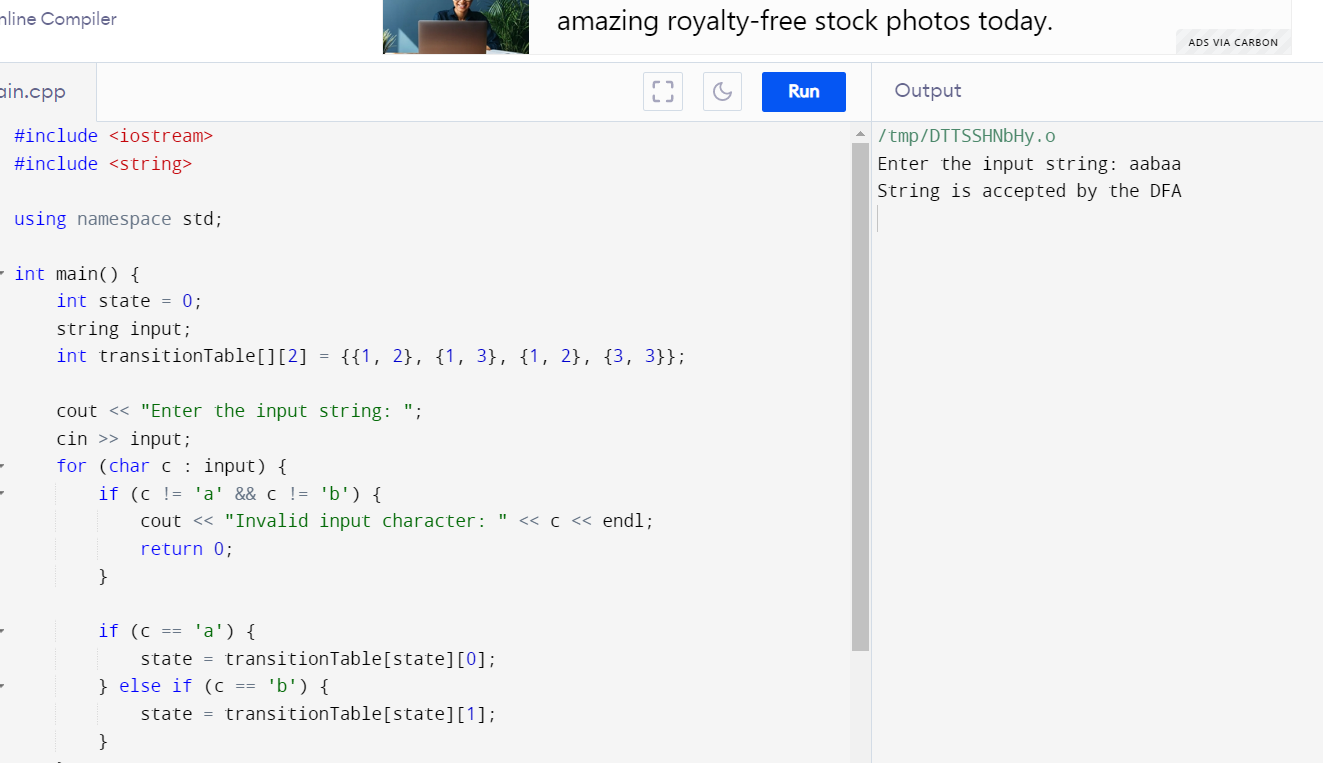 nline Compiler
amazing royalty-free stock photos today.
ADS VIA CARBON
ain.cpp
Run
Output
#include <iostream>
#include <string>
using namespace std;
int main() {
int state = 0;
string input;
int transitionTable[][2] = {{1, 2}, {1, 3}, {1, 2}, {3, 3}};
cout << "Enter the input string: ";
cin >> input;
for (char c : input) {
if (c != 'a' && c != 'b') {
cout << "Invalid input character: " << c << endl;
return 0;
}
if (c == 'a') {
state = transitionTable[state][0];
} else if (c == 'b') {
state = transitionTable[state][1];
}
/tmp/DTTSSHNbHy.o
Enter the input string: aabaa
String is accepted by the DFA